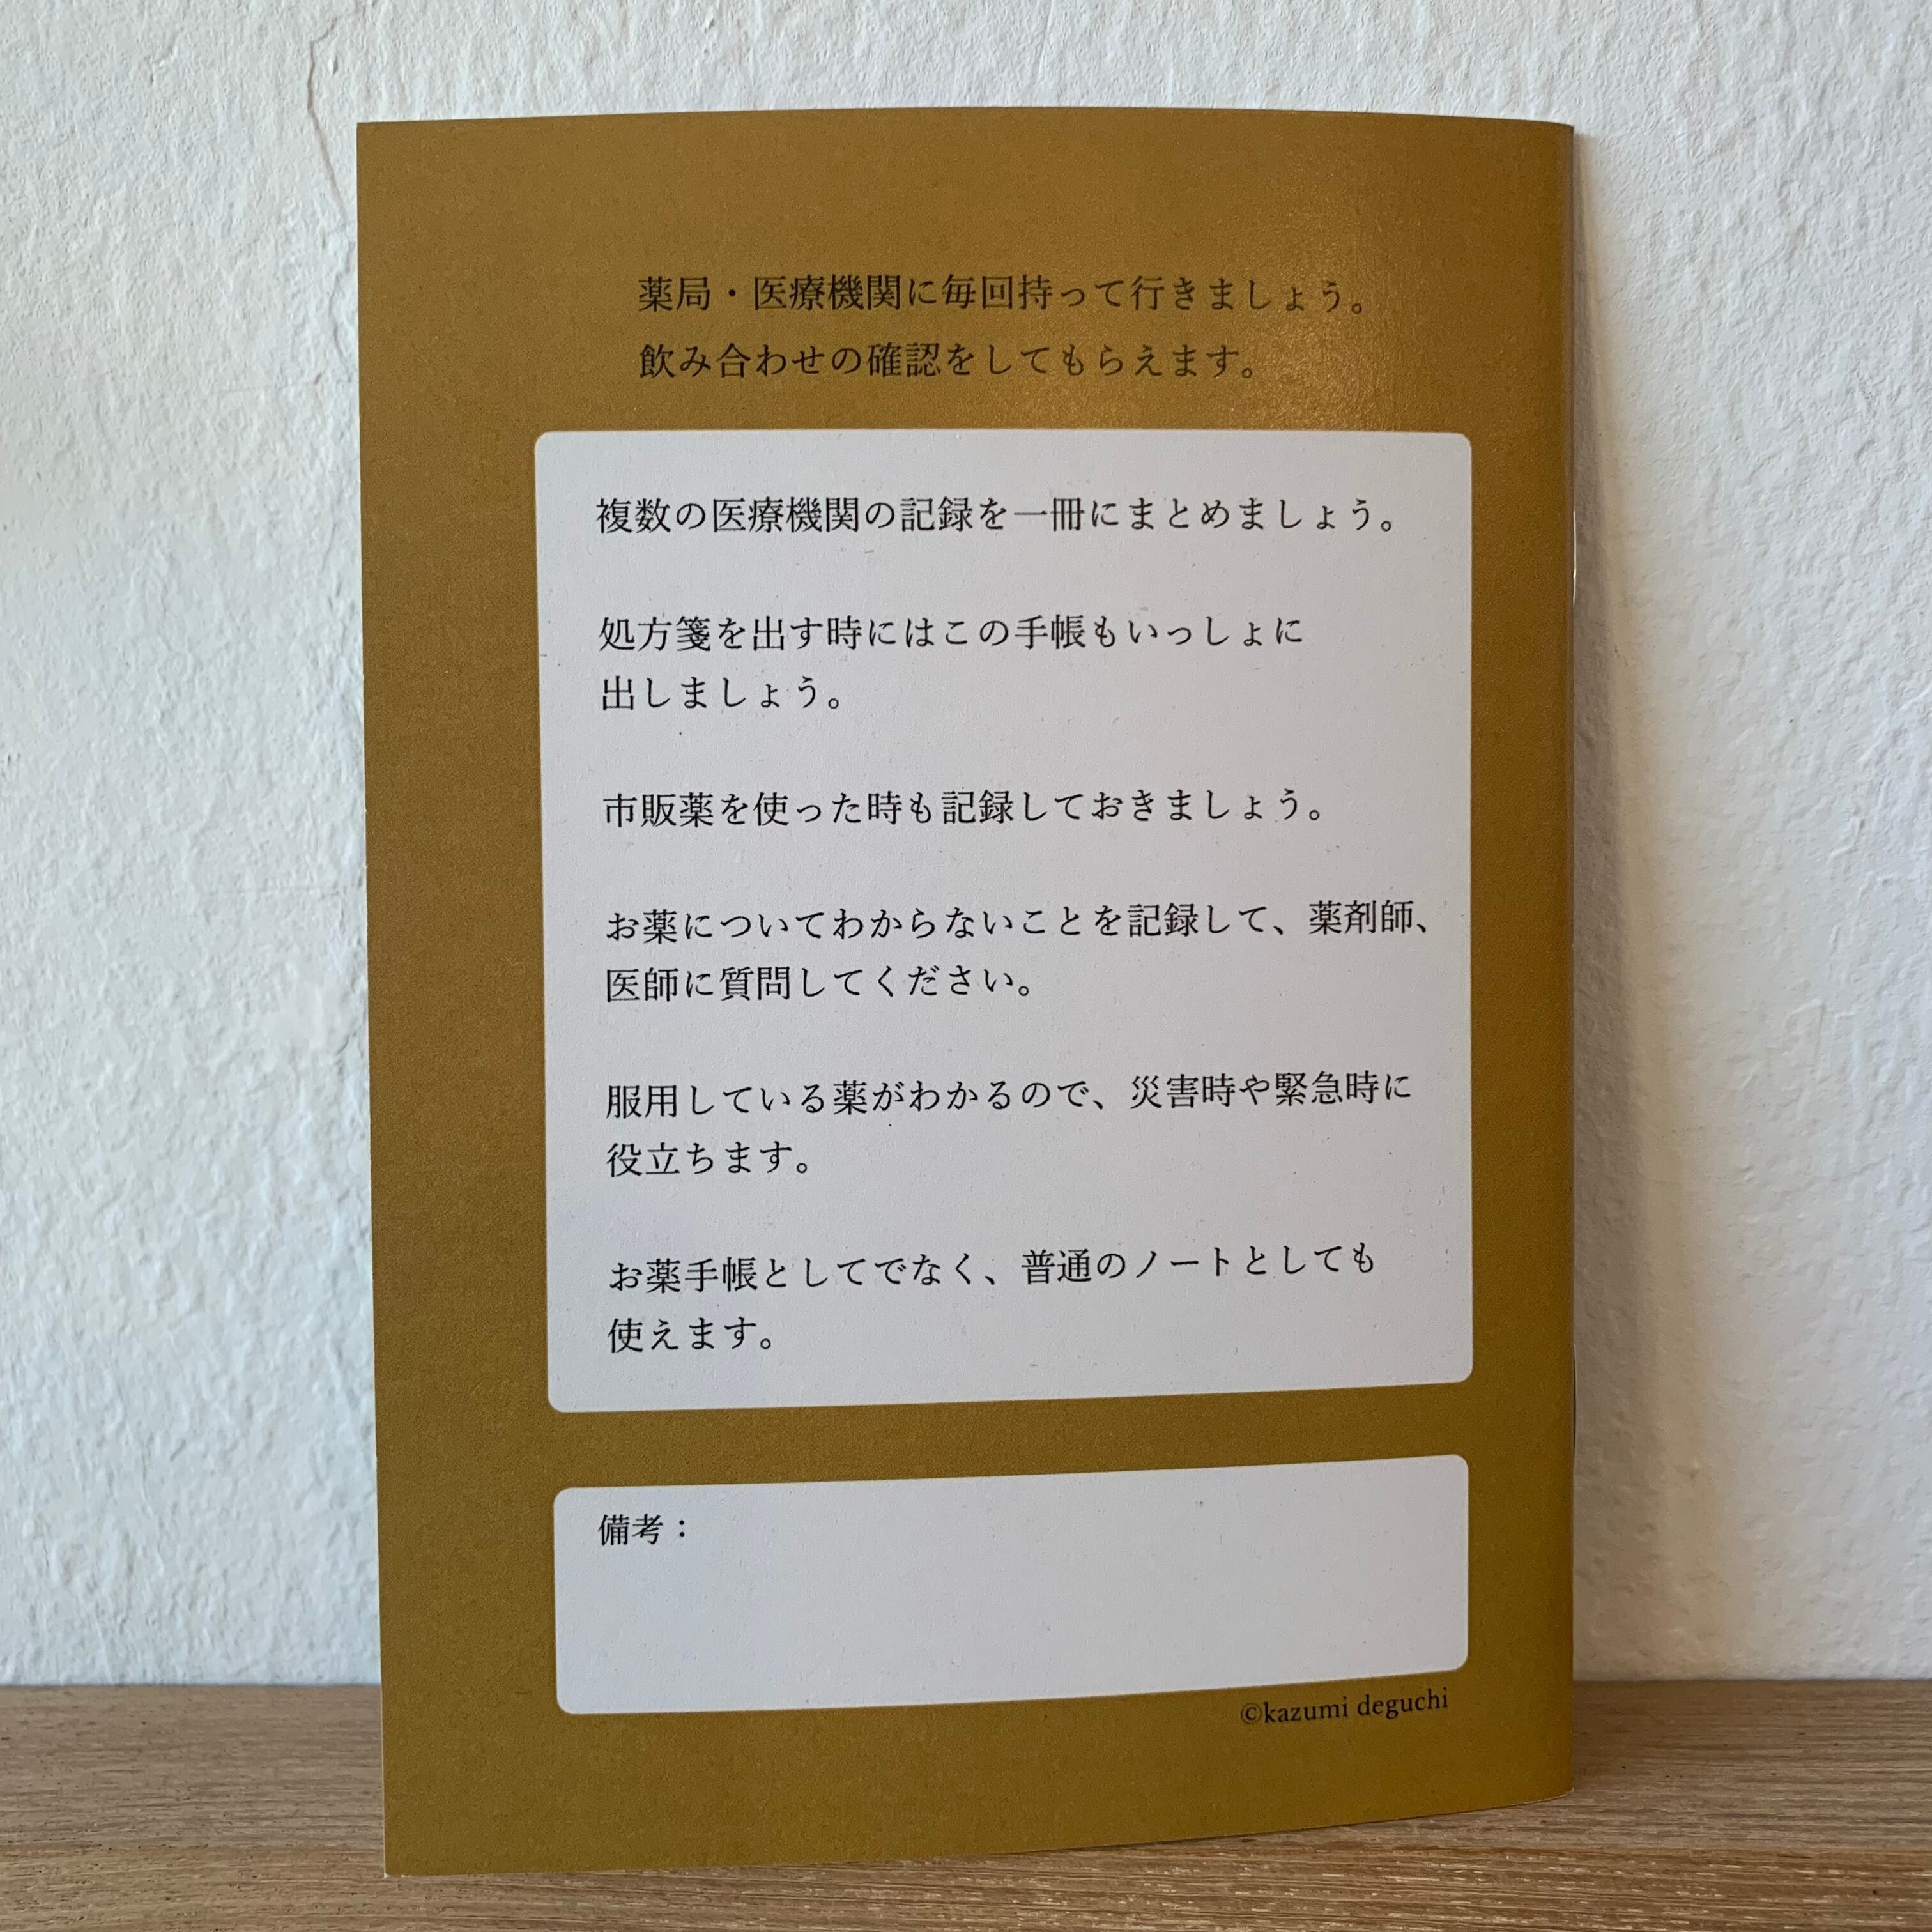 薬局・医療機関に毎回持って行きましょう。
飲み合わせの確認をしてもらえます。
複数の医療機関の記録を一冊にまとめましょう。
処方箋を出す時にはこの手帳もいっしょに
出しましょう。
市販薬を使った時も記録しておきましょう。
お薬についてわからないことを記録して、薬剤師、
医師に質問してください。
服用している薬がわかるので、災害時や緊急時に
役立ちます。
お薬手帳としてでなく、普通のノートとしても
使えます。
備考：
©kazumi deguchi